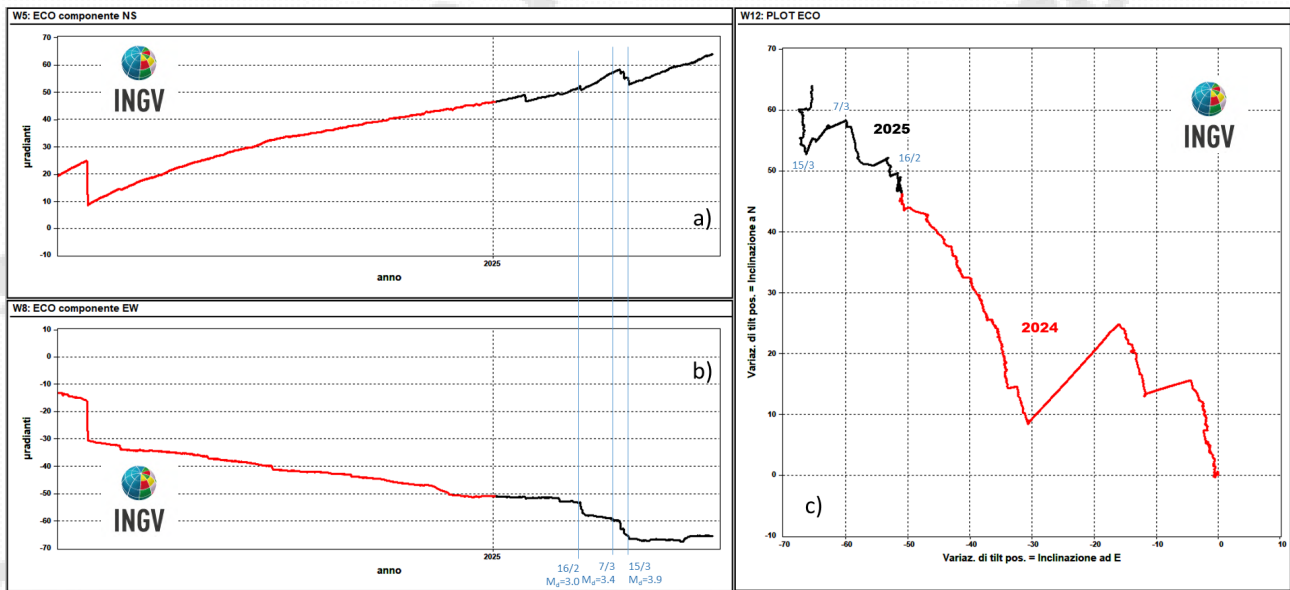 W5: ECO componente NS
70
60
50
40
30
20
10
0
-10
µradianti
INGV
a)
2025
anno
W8: ECO componente EW
10
0
-10
-20
-30
-40
-50
-60
-70
µradianti
INGV
b)
2025
anno
16/2
M_d=3.0
7/3
M_d=3.4
15/3
M_d=3.9
W12: PLOT ECO
70
60
50
40
30
20
10
0
-10
Variaz. di tilt pos. = Inclinazione a N
INGV
7/3
2025
16/2
15/3
2024
c)
-70
-60
-50
-40
-30
-20
-10
0
10
Variaz. di tilt pos. = Inclinazione ad E